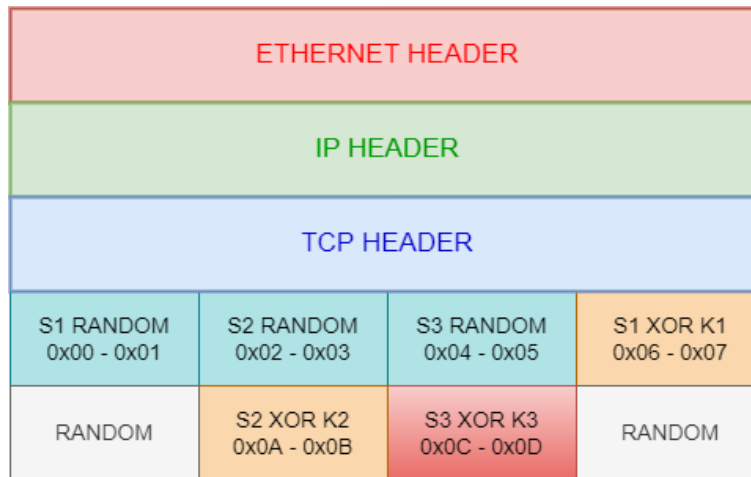 ETHERNET HEADER
IP HEADER
TCP HEADER
S1 RANDOM
0x00 - 0x01
S2 RANDOM
0x02 - 0x03
S3 RANDOM
0x04 - 0x05
S1 XOR K1
0x06 - 0x07
RANDOM
S2 XOR K2
0x0A - 0x0B
S3 XOR K3
0x0C - 0x0D
RANDOM